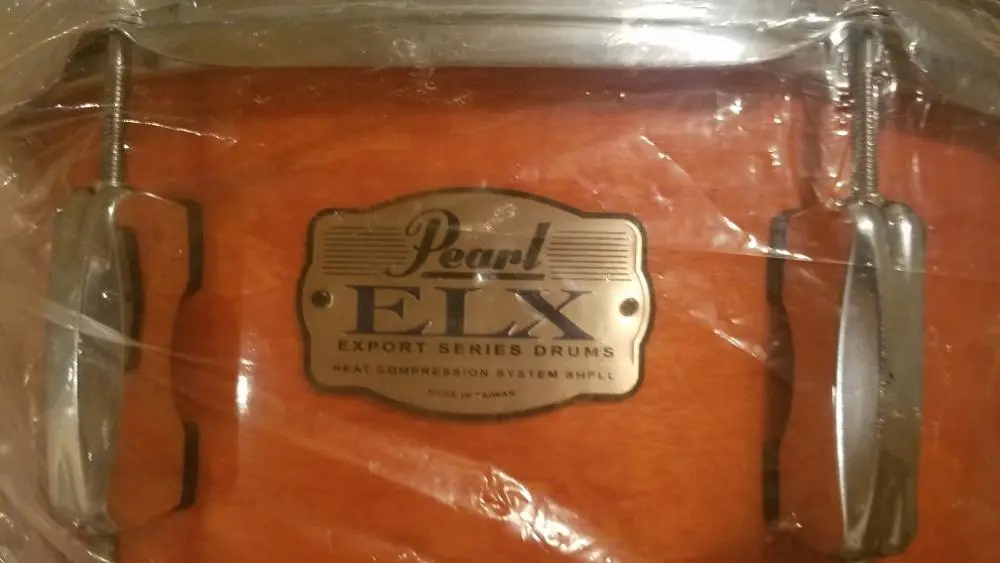 Pearl
ELX
EXPORT SERIES DRUMS
HEAT COMPRESSION SYSTEM SHELL
MADE IN TAIWAN